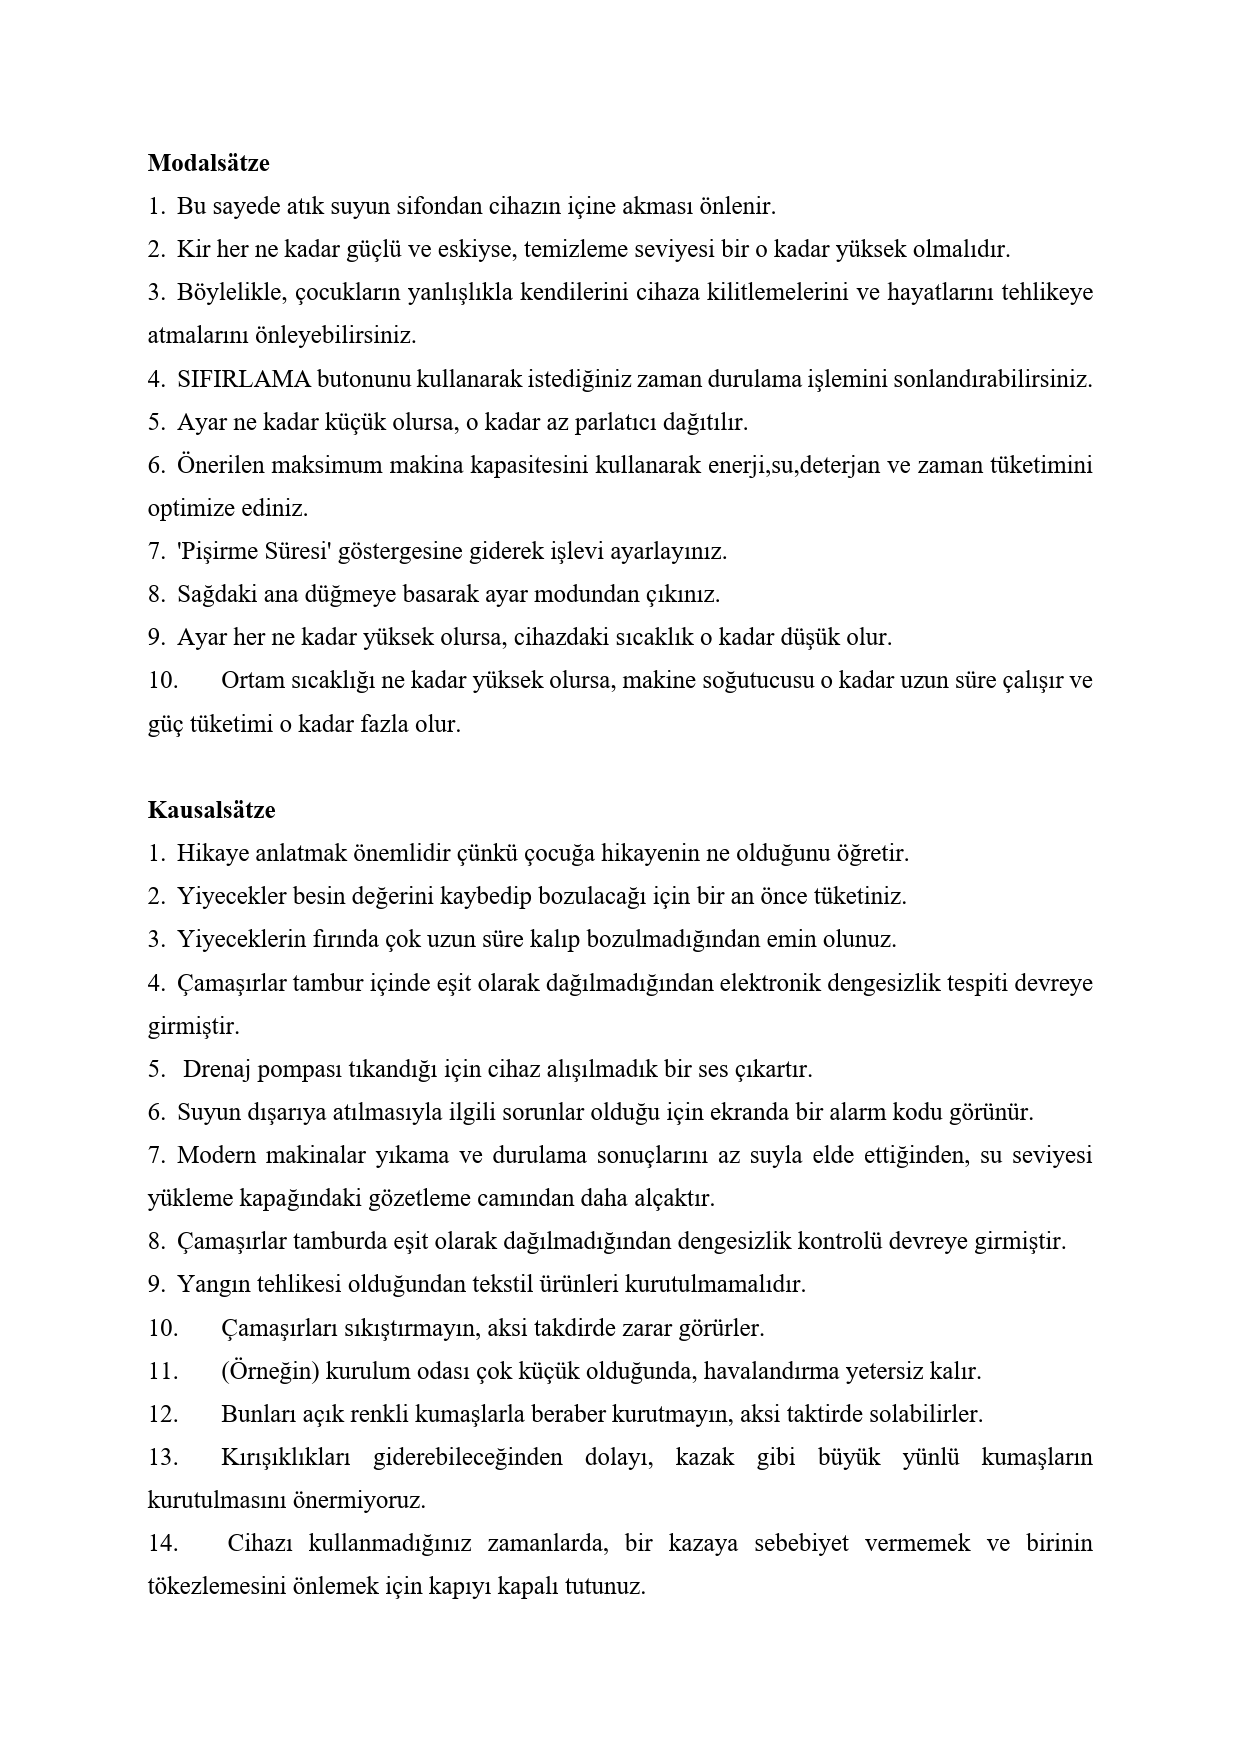 Modalsätze
1. Bu sayede atık suyun sifondan cihazın içine akması önlenir.
2. Kir her ne kadar güçlü ve eskiyse, temizleme seviyesi bir o kadar yüksek olmalıdır.
3. Böylelikle, çocukların yanlışlıkla kendilerini cihaza kilitlemelerini ve hayatlarını tehlikeye
atmalarını önleyebilirsiniz.
4. SIFIRLAMA butonunu kullanarak istediğiniz zaman durulama işlemini sonlandırabilirsiniz.
5. Ayar ne kadar küçük olursa, o kadar az parlatıcı dağıtılır.
6. Önerilen maksimum makina kapasitesini kullanarak enerji,su,deterjan ve zaman tüketimini
optimize ediniz.
7. 'Pişirme Süresi' göstergesine giderek işlevi ayarlayınız.
8. Sağdaki ana düğmeye basarak ayar modundan çıkınız.
9. Ayar her ne kadar yüksek olursa, cihazdaki sıcaklık o kadar düşük olur.
10. Ortam sıcaklığı ne kadar yüksek olursa, makine soğutucusu o kadar uzun süre çalışır ve
güç tüketimi o kadar fazla olur.
Kausalsätze
1. Hikaye anlatmak önemlidir çünkü çocuğa hikayenin ne olduğunu öğretir.
2. Yiyecekler besin değerini kaybedip bozulacağı için bir an önce tüketiniz.
3. Yiyeceklerin fırında çok uzun süre kalıp bozulmadığından emin olunuz.
4. Çamaşırlar tambur içinde eşit olarak dağılmadığından elektronik dengesizlik tespiti devreye
girmiştir.
5. Drenaj pompası tıkandığı için cihaz alışılmadık bir ses çıkartır.
6. Suyun dışarıya atılmasıyla ilgili sorunlar olduğu için ekranda bir alarm kodu görünür.
7. Modern makinalar yıkama ve durulama sonuçlarını az suyla elde ettiğinden, su seviyesi
yükleme kapağındaki gözetleme camından daha alçaktır.
8. Çamaşırlar tamburda eşit olarak dağılmadığından dengesizlik kontrolü devreye girmiştir.
9. Yangın tehlikesi olduğundan tekstil ürünleri kurutulmamalıdır.
10. Çamaşırları sıkıştırmayın, aksi takdirde zarar görürler.
11. (Örneğin) kurulum odası çok küçük olduğunda, havalandırma yetersiz kalır.
12. Bunları açık renkli kumaşlarla beraber kurutmayın, aksi taktirde solabilirler.
13. Kırışıklıkları giderebileceğinden dolayı, kazak gibi büyük yünlü kumaşların
kurutulmasını önermiyoruz.
14. Cihazı kullanmadığınız zamanlarda, bir kazaya sebebiyet vermemek ve birinin
tökezlemesini önlemek için kapıyı kapalı tutunuz.